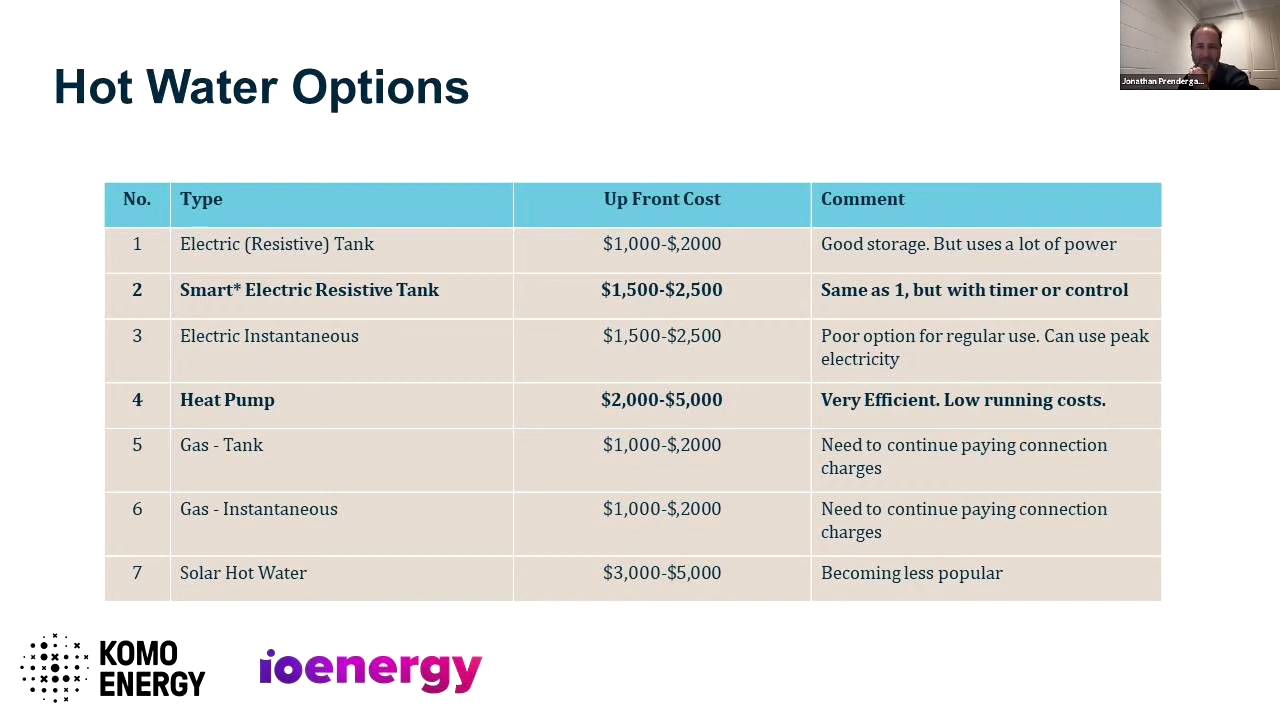 Hot Water Options
Jonathan Prenderga...
No. Type Up Front Cost Comment
1 Electric (Resistive) Tank $1,000-$,2000 Good storage. But uses a lot of power
2 Smart* Electric Resistive Tank $1,500-$2,500 Same as 1, but with timer or control
3 Electric Instantaneous $1,500-$2,500 Poor option for regular use. Can use peak
electricity
4 Heat Pump $2,000-$5,000 Very Efficient. Low running costs.
5 Gas - Tank $1,000-$,2000 Need to continue paying connection
charges
6 Gas - Instantaneous $1,000-$,2000 Need to continue paying connection
charges
7 Solar Hot Water $3,000-$5,000 Becoming less popular
KOMO
ENERGY
ioenergy